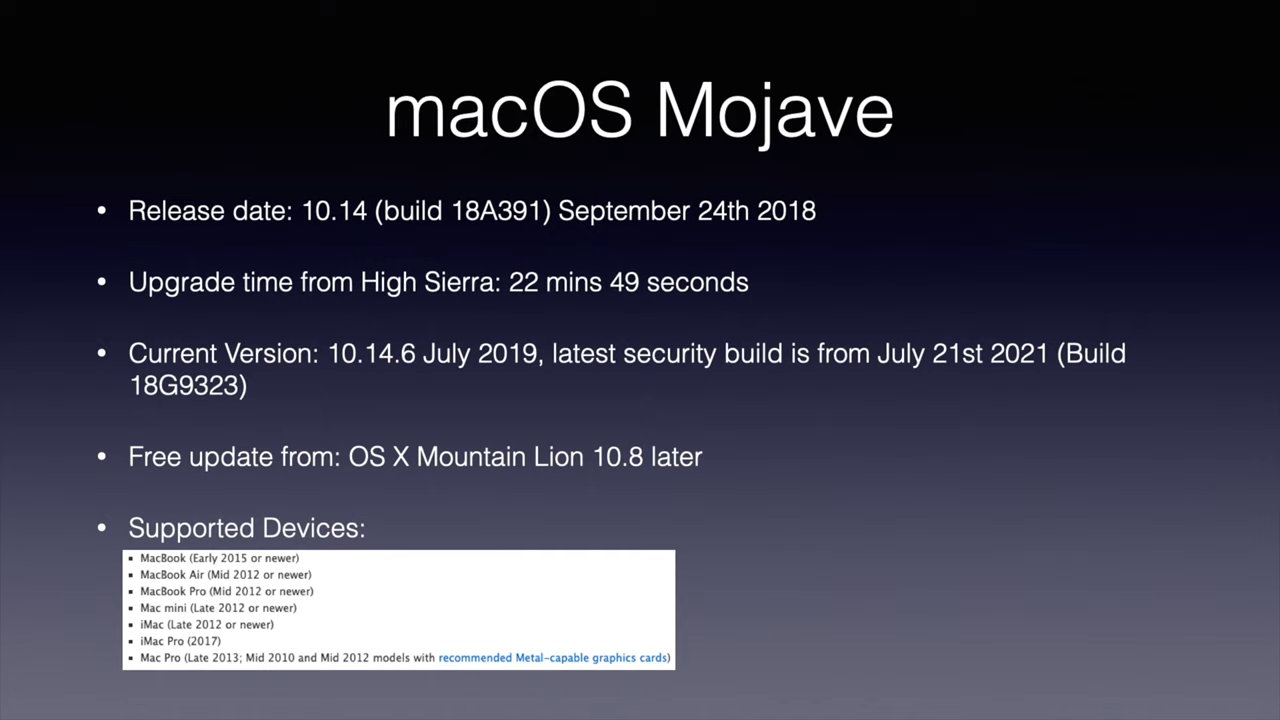 macOS Mojave
• Release date: 10.14 (build 18A391) September 24th 2018
• Upgrade time from High Sierra: 22 mins 49 seconds
• Current Version: 10.14.6 July 2019, latest security build is from July 21st 2021 (Build
18G9323)
• Free update from: OS X Mountain Lion 10.8 later
• Supported Devices:
▪ MacBook (Early 2015 or newer)
▪ MacBook Air (Mid 2012 or newer)
▪ MacBook Pro (Mid 2012 or newer)
▪ Mac mini (Late 2012 or newer)
▪ iMac (Late 2012 or newer)
▪ iMac Pro (2017)
▪ Mac Pro (Late 2013; Mid 2010 and Mid 2012 models with recommended Metal-capable graphics cards)